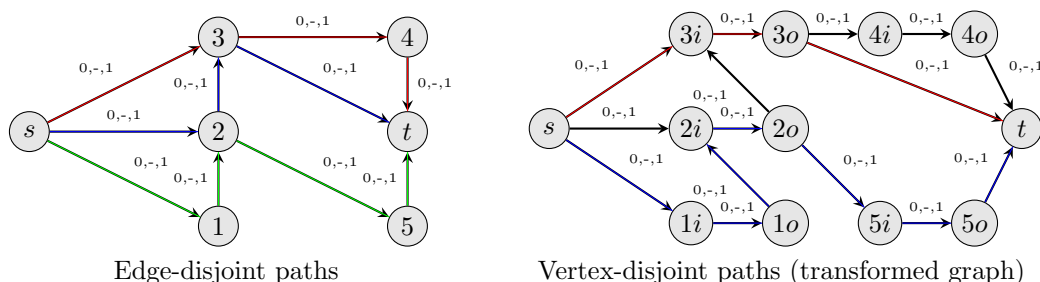 0,-,1 0,-,1 0,-,1
3 4 3i 3o 4i 4o
0,-,1 0,-,1 0,-,1 0,-,1 0,-,1 0,-,1 0,-,1
0,-,1 0,-,1 0,-,1 0,-,1
s 2 t s 2i 2o t
0,-,1 0,-,1 0,-,1 0,-,1 0,-,1 0,-,1 0,-,1
0,-,1 0,-,1 0,-,1
1 5 1i 1o 5i 5o
Edge-disjoint paths
Vertex-disjoint paths (transformed graph)